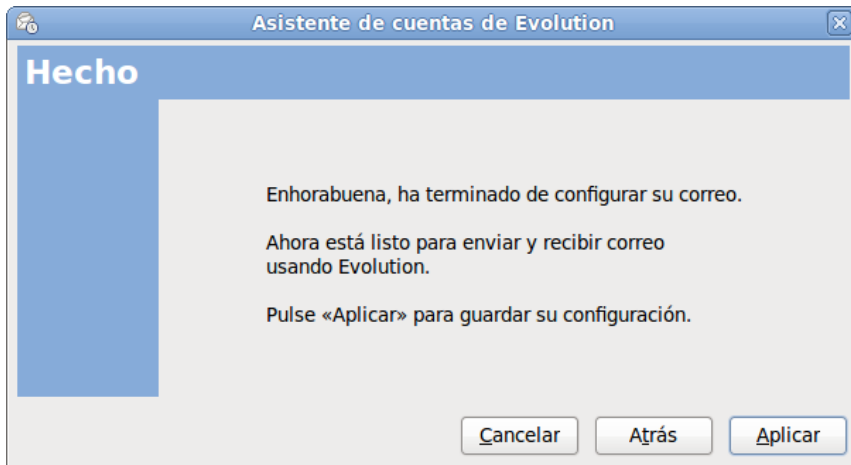 Asistente de cuentas de Evolution
Hecho
Enhorabuena, ha terminado de configurar su correo.
Ahora está listo para enviar y recibir correo
usando Evolution.
Pulse «Aplicar» para guardar su configuración.
Cancelar Atrás Aplicar